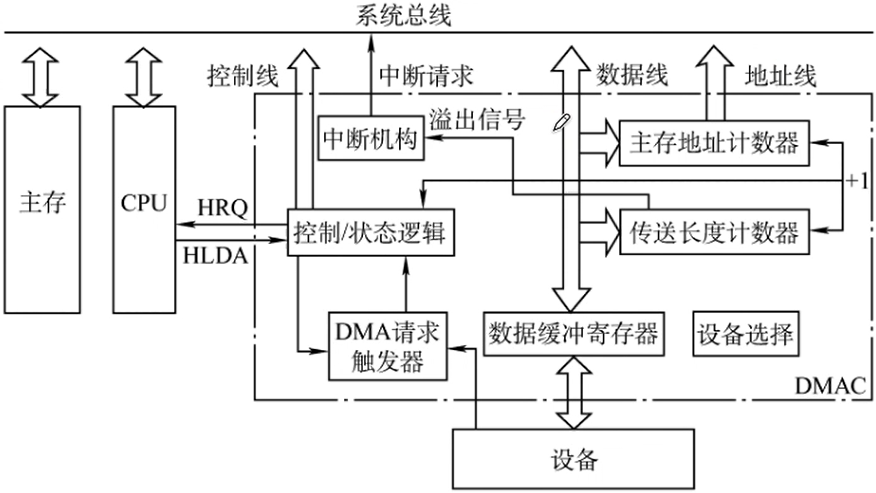 系统总线
控制线
中断请求
数据线
地址线
中断机构
溢出信号
主存地址计数器
主存
CPU
HRQ
HLDA
控制/状态逻辑
+1
传送长度计数器
DMA请求
触发器
数据缓冲寄存器
设备选择
DMAC
设备